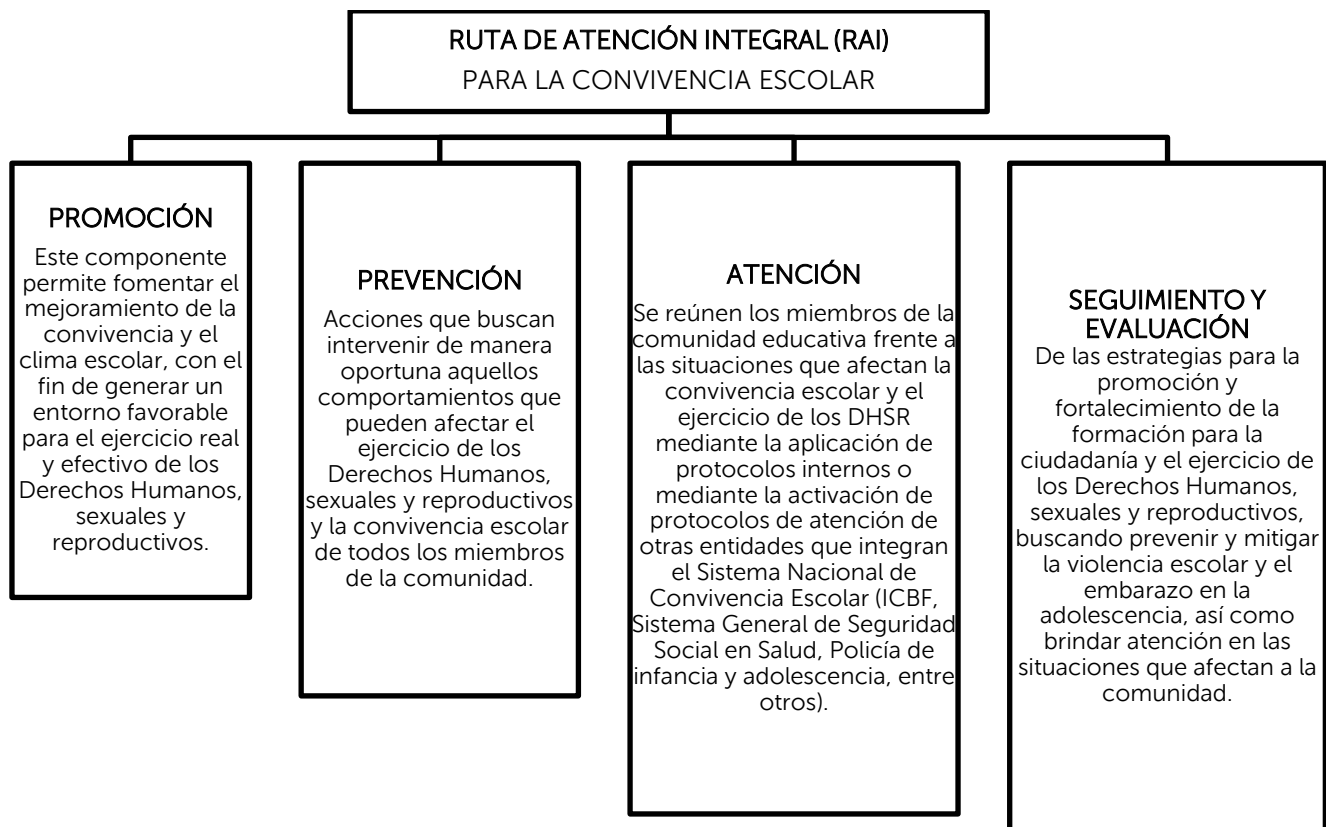 RUTA DE ATENCIÓN INTEGRAL (RAI)
PARA LA CONVIVENCIA ESCOLAR
PROMOCIÓN
Este componente
permite fomentar el
mejoramiento de la
convivencia y el
clima escolar, con el
fin de generar un
entorno favorable
para el ejercicio real
y efectivo de los
Derechos Humanos,
sexuales y
reproductivos.
PREVENCIÓN
Acciones que buscan
intervenir de manera
oportuna aquellos
comportamientos que
pueden afectar el
ejercicio de los
Derechos Humanos,
sexuales y reproductivos
y la convivencia escolar
de todos los miembros
de la comunidad.
ATENCIÓN
Se reúnen los miembros de la
comunidad educativa frente a
las situaciones que afectan la
convivencia escolar y el
ejercicio de los DHSR
mediante la aplicación de
protocolos internos o
mediante la activación de
protocolos de atención de
otras entidades que integran
el Sistema Nacional de
Convivencia Escolar (ICBF,
Sistema General de Seguridad
Social en Salud, Policía de
infancia y adolescencia, entre
otros).
SEGUIMIENTO Y
EVALUACIÓN
De las estrategias para la
promoción y
fortalecimiento de la
formación para la
ciudadanía y el ejercicio de
los Derechos Humanos,
sexuales y reproductivos,
buscando prevenir y mitigar
la violencia escolar y el
embarazo en la
adolescencia, así como
brindar atención en las
situaciones que afectan a la
comunidad.